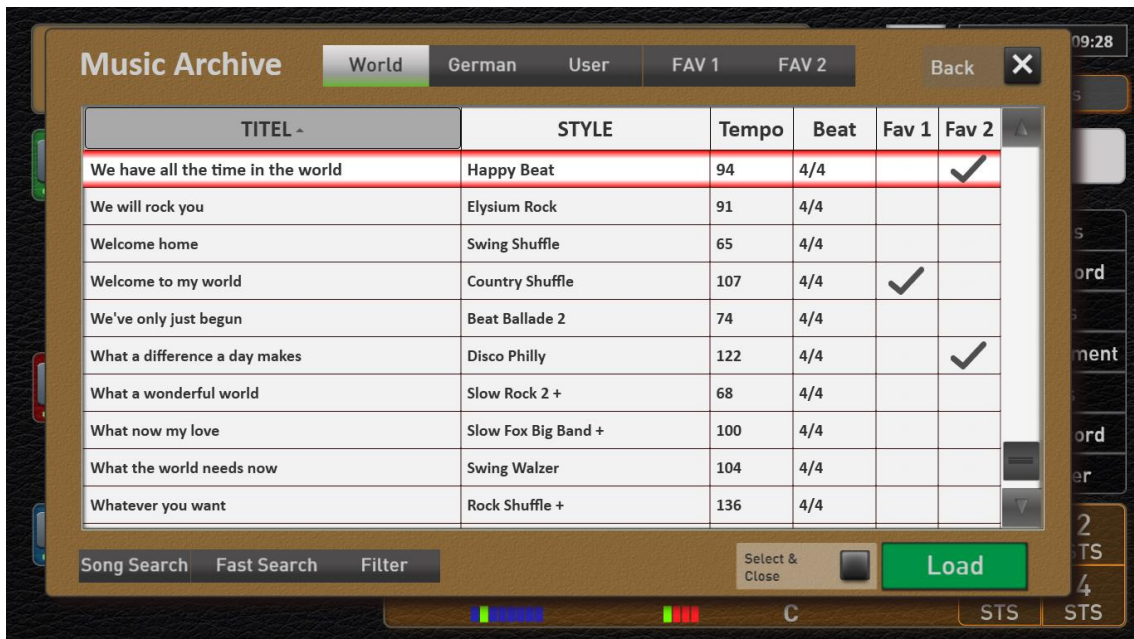 09:28
Music Archive World German User FAV 1 FAV 2 Back
TITEL STYLE Tempo Beat Fav 1 Fav 2
We have all the time in the world Happy Beat 94 4/4
We will rock you Elysium Rock 91 4/4
Welcome home Swing Shuffle 65 4/4
Welcome to my world Country Shuffle 107 4/4
We've only just begun Beat Ballade 2 74 4/4
What a difference a day makes Disco Philly 122 4/4
What a wonderful world Slow Rock 2 + 68 4/4
What now my love Slow Fox Big Band + 100 4/4
What the world needs now Swing Walzer 104 4/4
Whatever you want Rock Shuffle + 136 4/4
Song Search Fast Search Filter Select & Close Load
2
4
C STS STS